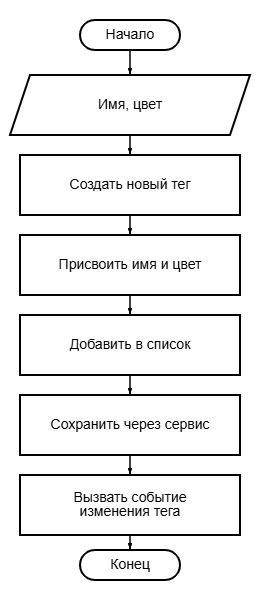 Начало
Имя, цвет
Создать новый тег
Присвоить имя и цвет
Добавить в список
Сохранить через сервис
Вызвать событие
изменения тега
Конец